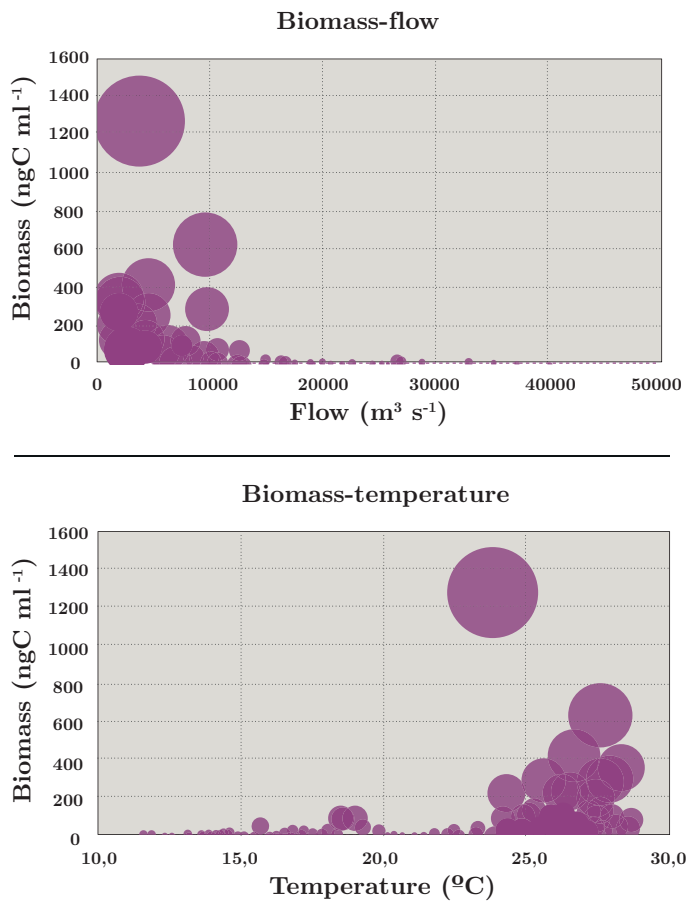 Biomass-flow
Biomass (ngC ml⁻¹)
1600
1400
1200
1000
800
600
400
200
0
0 10000 20000 30000 40000 50000
Flow (m³ s⁻¹)
Biomass-temperature
Biomass (ngC ml⁻¹)
1600
1400
1200
1000
800
600
400
200
0
10,0 15,0 20,0 25,0 30,0
Temperature (ºC)